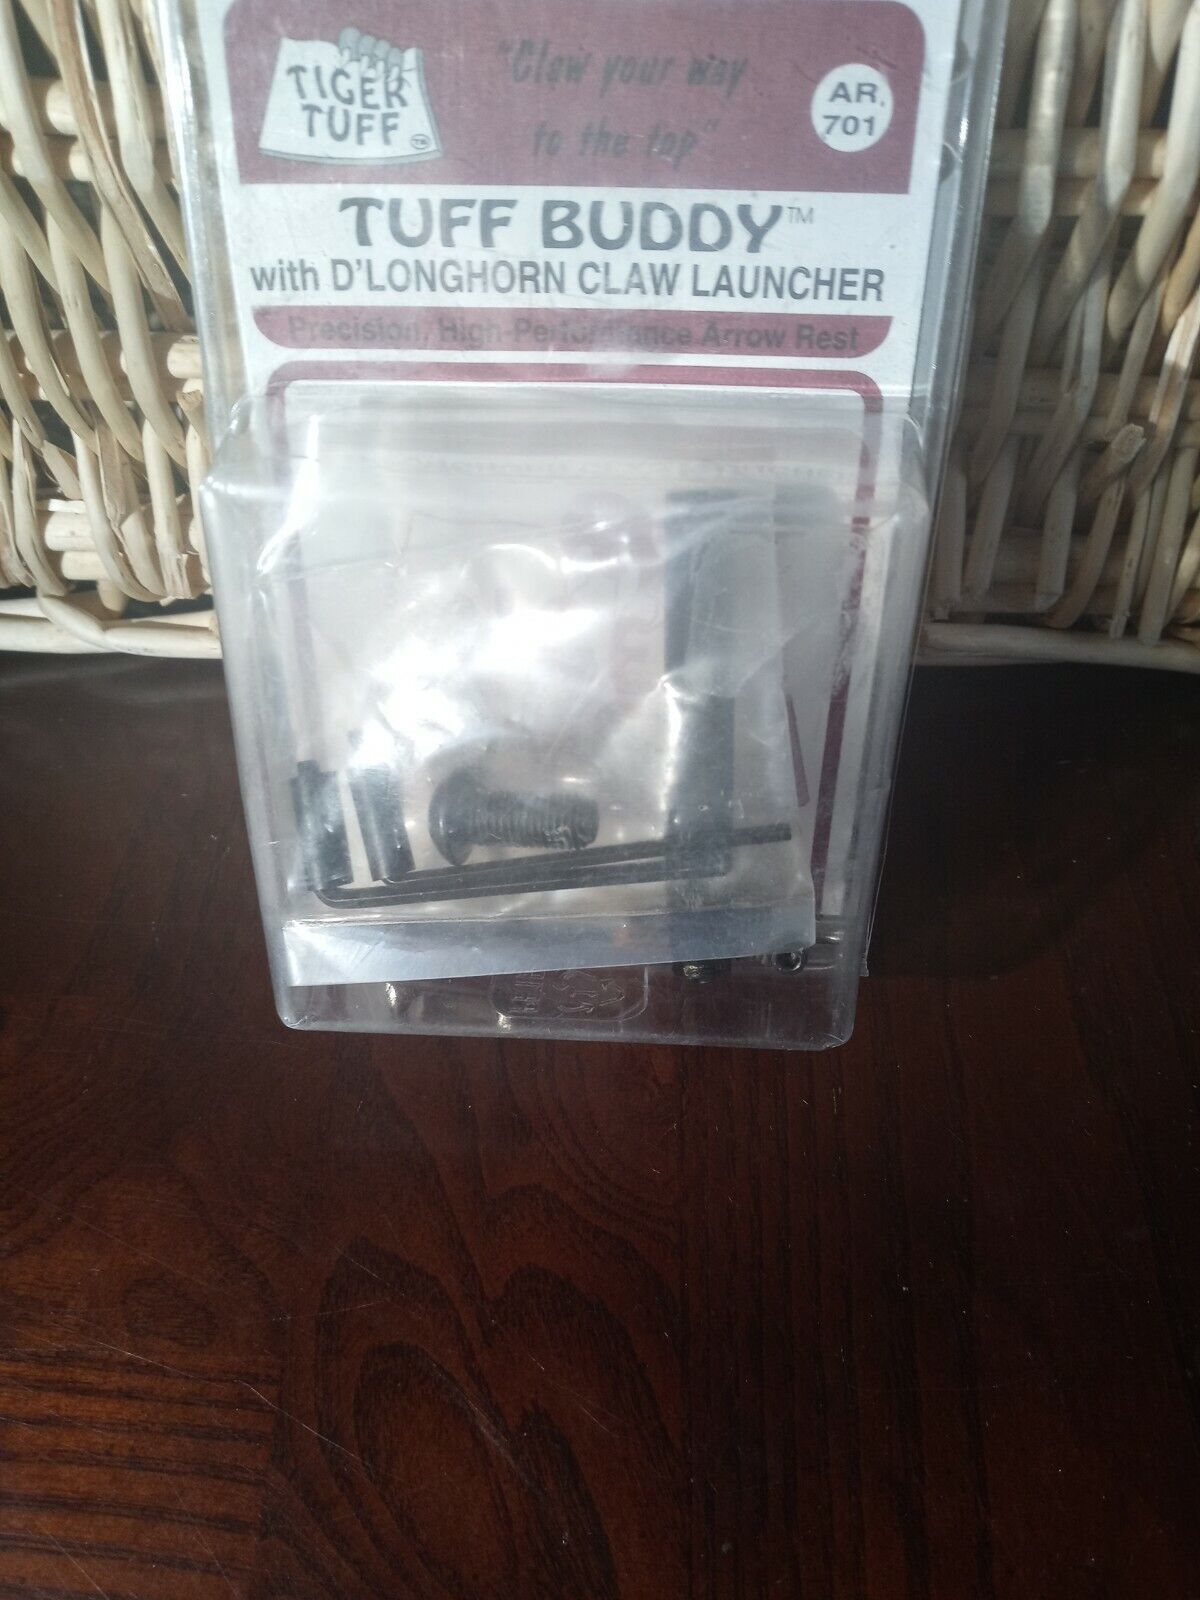 TIGER
TUFF
TM
"Claw your way
to the top"
AR.
701
TUFF BUDDY™
with D'LONGHORN CLAW LAUNCHER
Precision, High-Performance Arrow Rest